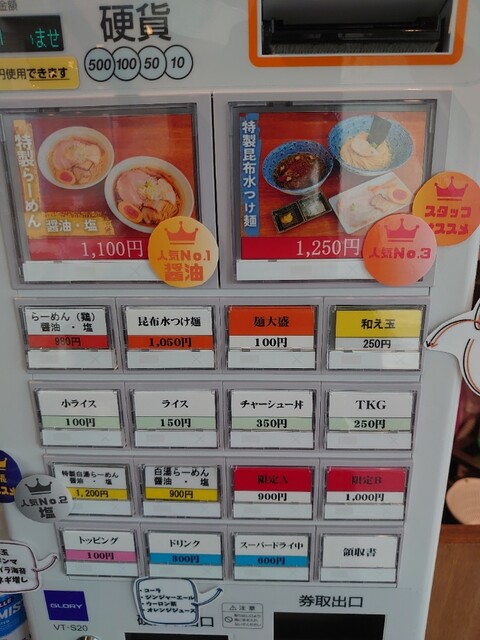 金額
硬貨
500 100 50 10
円使用できます
特製らーめん
醤油・塩
1,100円
人気No.1
醤油
特製昆布水つけ麺
1,250円
人気No.3
スタッフ
オススメ
らーめん（鶏）
醤油・塩
980円
昆布水つけ麺
1,050円
麺大盛
100円
和え玉
250円
小ライス
100円
ライス
150円
チャーシュー丼
350円
TKG
250円
人気No.2
塩
特製白湯らーめん
醤油・塩
1,200円
白湯らーめん
醤油・塩
900円
限定A
900円
限定B
1,000円
トッピング
100円
ドリンク
300円
スーパードライ中
600円
領収書
・コーラ
・ジンジャーエール
・ウーロン茶
・オレンジジュース
GLORY
VT-S20
注意
券取出口